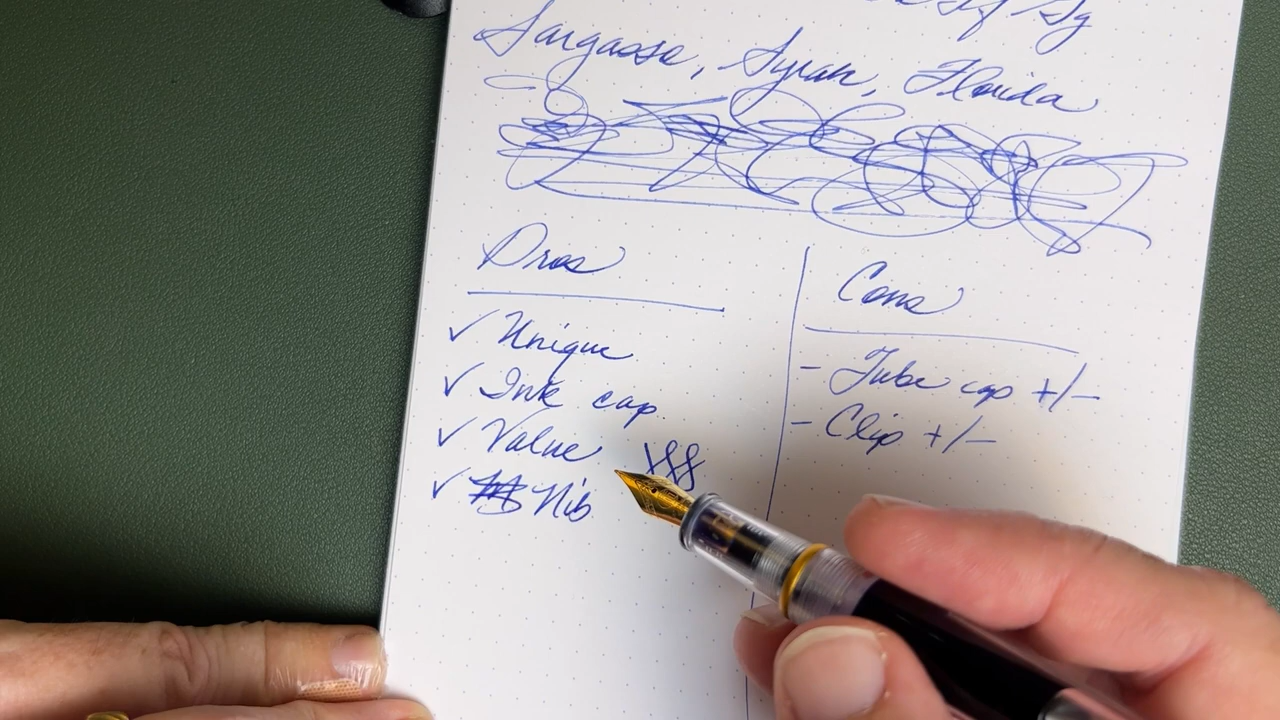 Sargasso, Syrah, Florida
Pros
✓ Unique
✓ Ink cap.
✓ Value
✓ Nib
Cons
- Tube cap +/-
- Clip +/-